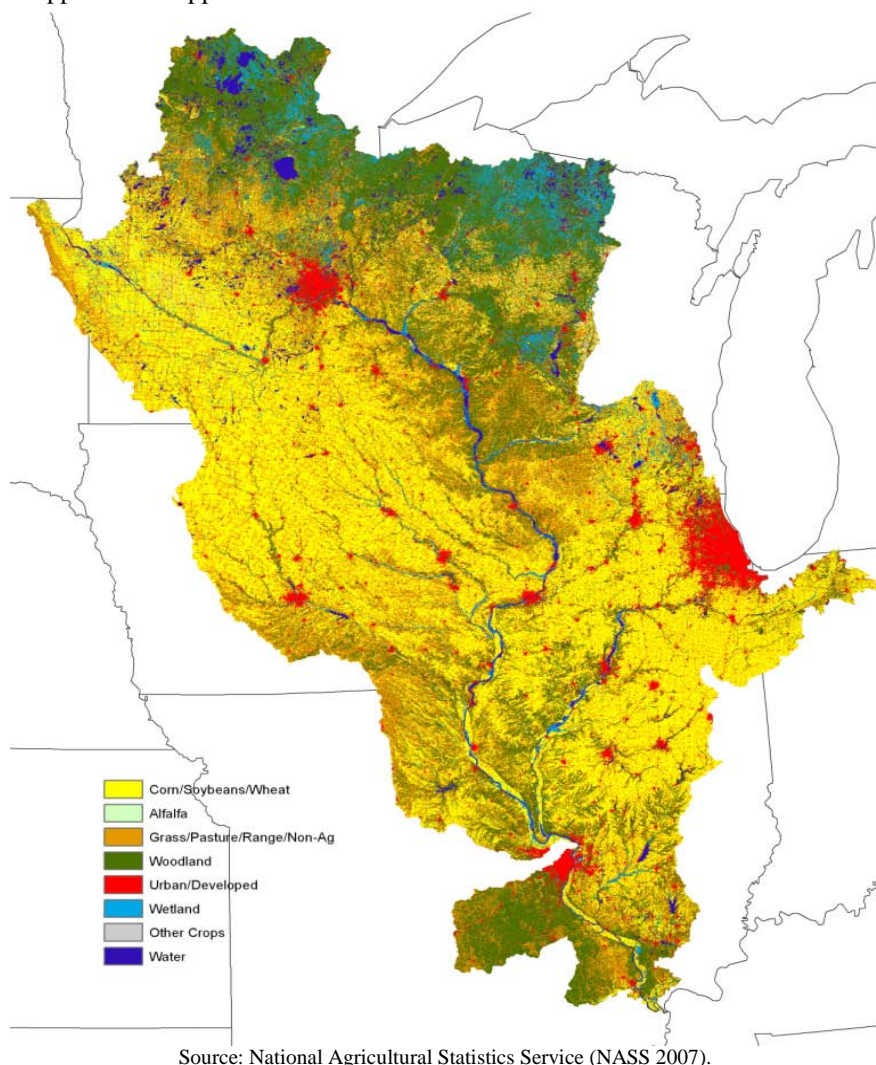 Corn/Soybeans/Wheat
Alfalfa
Grass/Pasture/Range/Non-Ag
Woodland
Urban/Developed
Wetland
Other Crops
Water
Source: National Agricultural Statistics Service (NASS 2007).